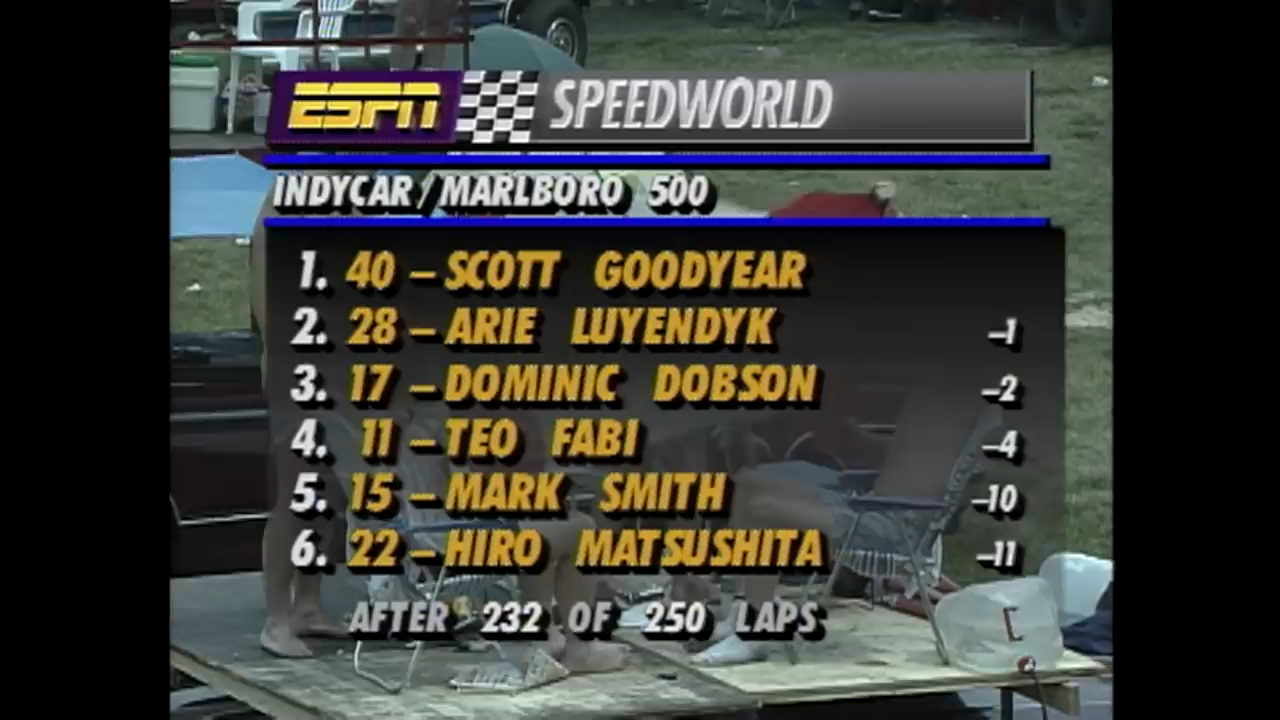 ESPN SPEEDWORLD
INDYCAR/MARLBORO 500
1. 40 – SCOTT GOODYEAR
2. 28 – ARIE LUYENDYK –1
3. 17 – DOMINIC DOBSON –2
4. 11 – TEO FABI –4
5. 15 – MARK SMITH –10
6. 22 – HIRO MATSUSHITA –11
AFTER 232 OF 250 LAPS